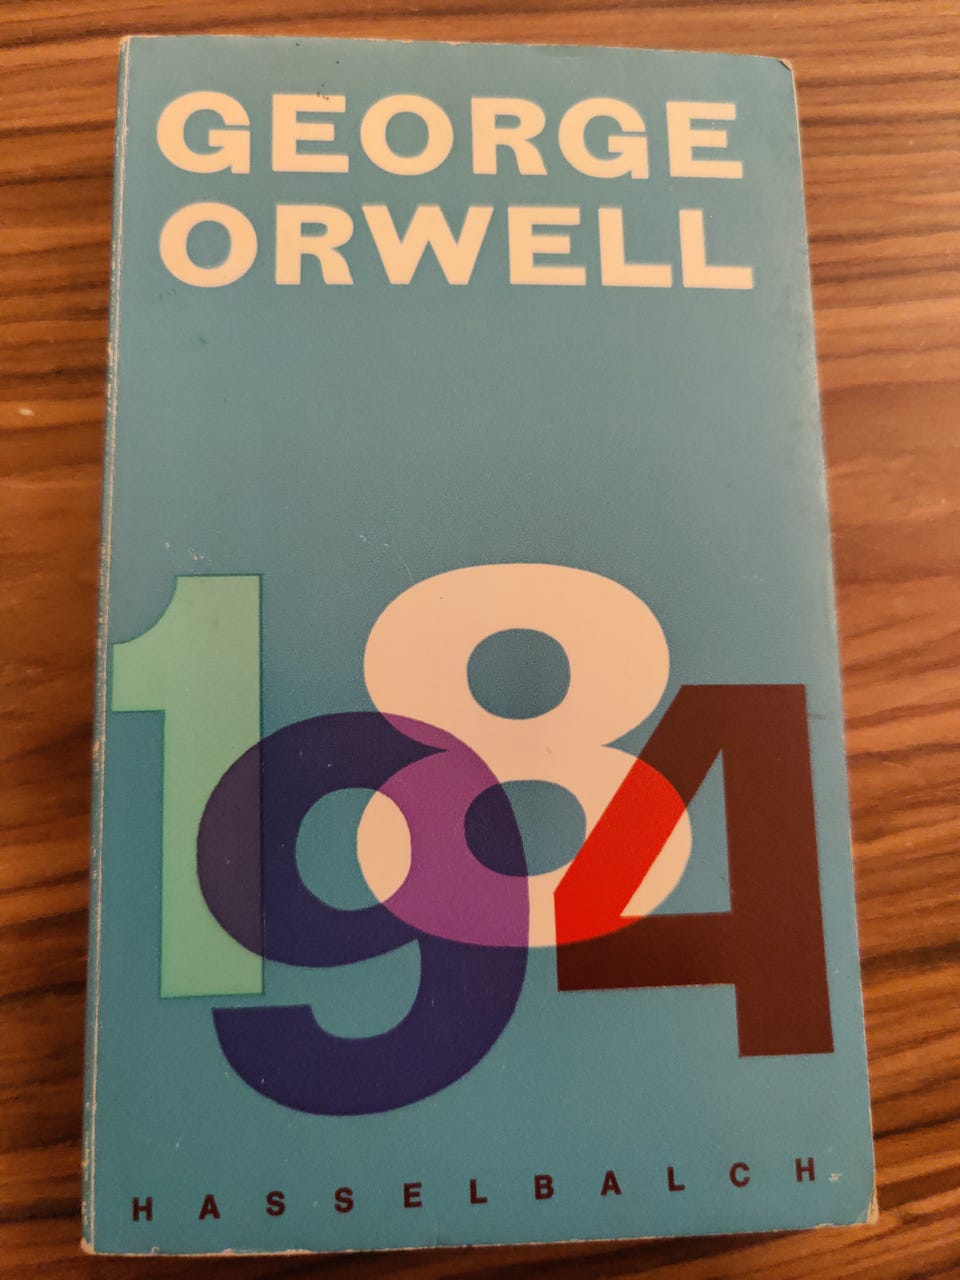 GEORGE
ORWELL
1984
HASSELBALCH